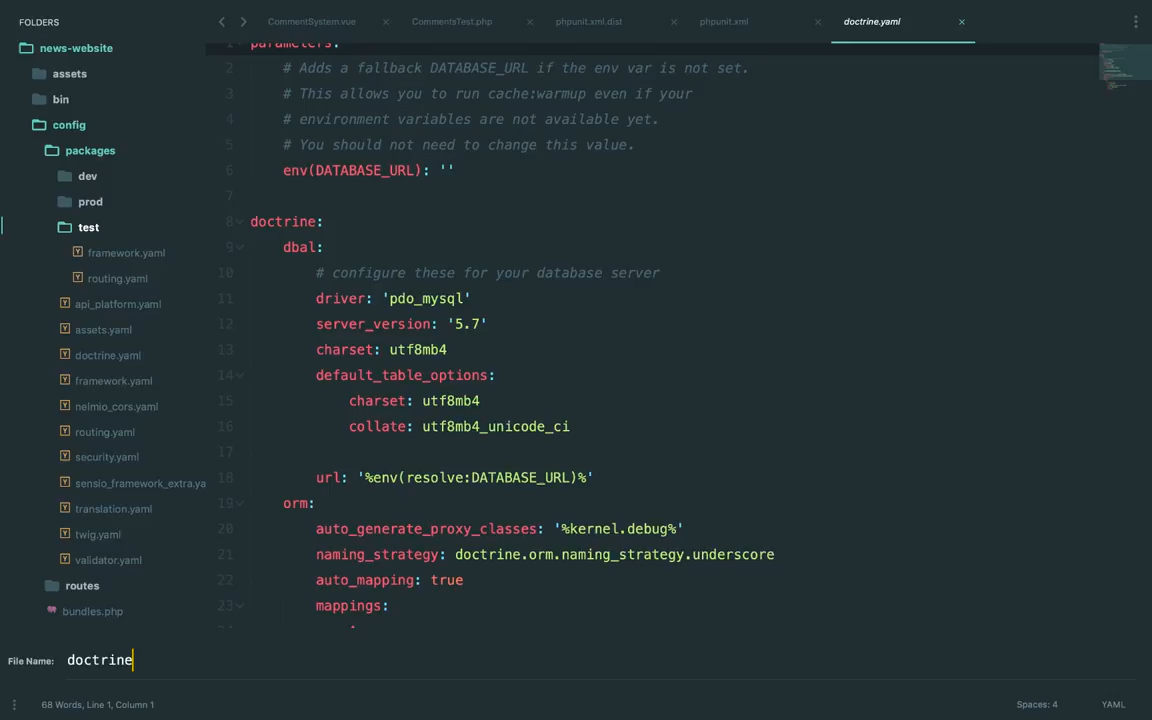 FOLDERS
news-website
assets
bin
config
packages
dev
prod
test
framework.yaml
routing.yaml
api_platform.yaml
assets.yaml
doctrine.yaml
framework.yaml
nelmio_cors.yaml
routing.yaml
security.yaml
sensio_framework_extra.ya
translation.yaml
twig.yaml
validator.yaml
routes
bundles.php
CommentSystem.vue
CommentsTest.php
phpunit.xml.dist
phpunit.xml
doctrine.yaml
1 parameters:
2 # Adds a fallback DATABASE_URL if the env var is not set.
3 # This allows you to run cache:warmup even if your
4 # environment variables are not available yet.
5 # You should not need to change this value.
6 env(DATABASE_URL): ''
7
8 doctrine:
9 dbal:
10 # configure these for your database server
11 driver: 'pdo_mysql'
12 server_version: '5.7'
13 charset: utf8mb4
14 default_table_options:
15 charset: utf8mb4
16 collate: utf8mb4_unicode_ci
17
18 url: '%env(resolve:DATABASE_URL)%'
19 orm:
20 auto_generate_proxy_classes: '%kernel.debug%'
21 naming_strategy: doctrine.orm.naming_strategy.underscore
22 auto_mapping: true
23 mappings:
File Name: doctrine
68 Words, Line 1, Column 1
Spaces: 4
YAML